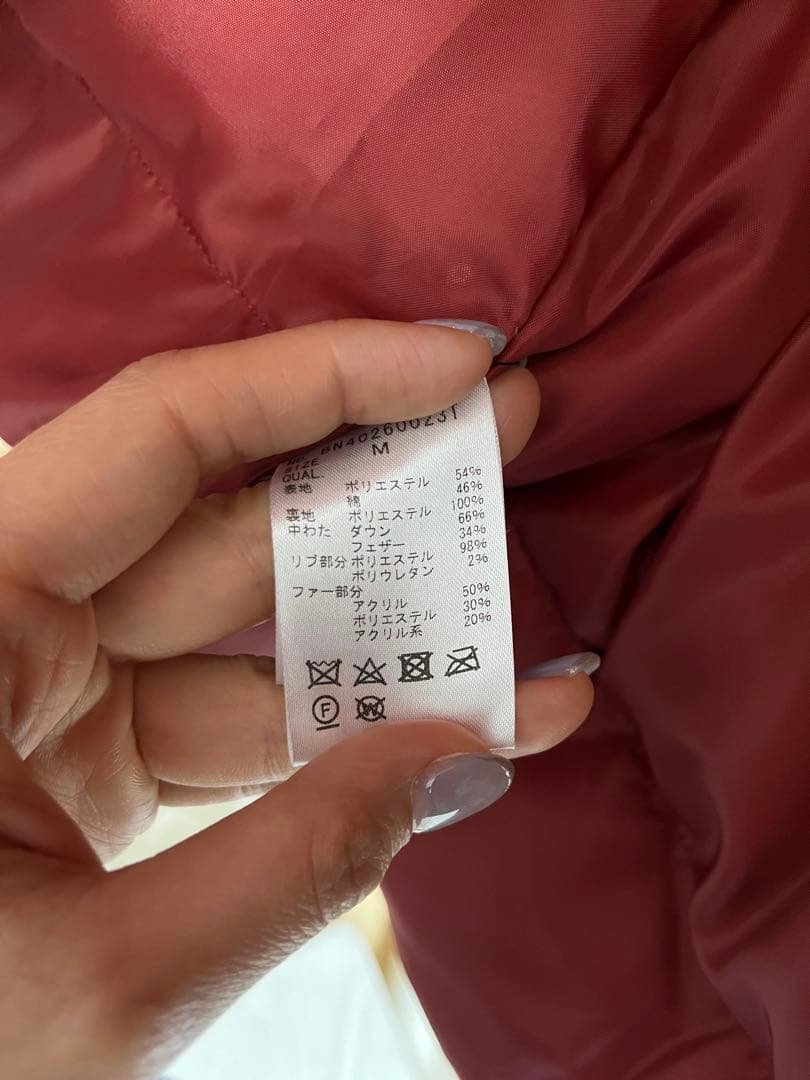 NO. BN402600231
SIZE M
QUAL.
表地 ポリエステル 54%
綿 46%
裏地 ポリエステル 100%
中わた ダウン 66%
フェザー 34%
リブ部分 ポリエステル 98%
ポリウレタン 2%
ファー部分
アクリル 50%
ポリエステル 30%
アクリル系 20%
F W